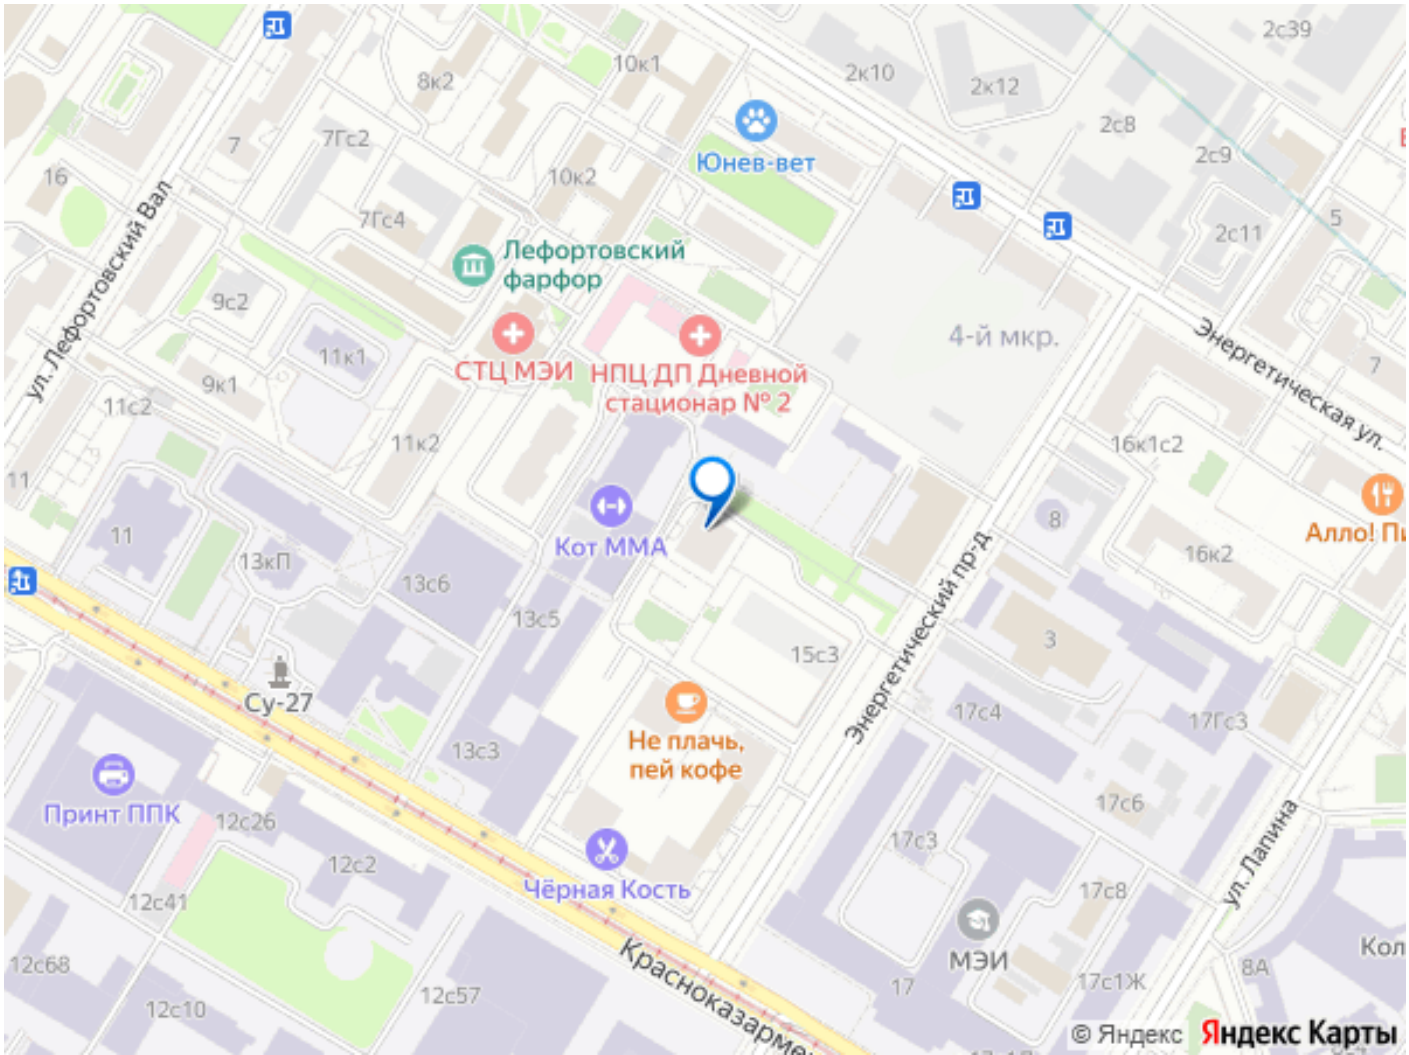 2с39
10к1
8к2
2к10
2к12
2с8
7Гс2
7
2с9
Юнев-вет
16
10к2
7Гс4
5
2с11
Лефортовский
фарфор
ул. Лефортовский Вал
9с2
4-й мкр.
Энергетическая ул.
11к1
7
СТЦ МЭИ
НПЦ ДП Дневной
стационар № 2
9к1
11с2
11к2
16к1с2
11
8
11
Кот ММА
Алло! Пи
13кП
16к2
13с6
13с5
Энергетический пр-д
15с3
3
Су-27
17с4
17Гс3
Не плачь,
пей кофе
13с3
Принт ППК
17с6
12с26
17с3
ул. Лапина
12с2
Чёрная Кость
17с8
12с41
МЭИ
Кол
12с68
Красноказарме
8А
17
17с1Ж
12с57
12с10
© Яндекс Яндекс Карты